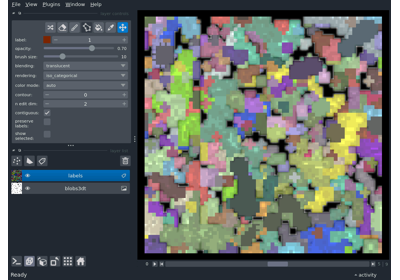 File View Plugins Window Help
label: 1
opacity: 0.70
brush size: 10
blending: translucent
rendering: iso_categorical
color mode: auto
contour: 0
n edit dim: 2
contiguous:
preserve labels:
show selected:
labels
blobs3dt
Ready
activity